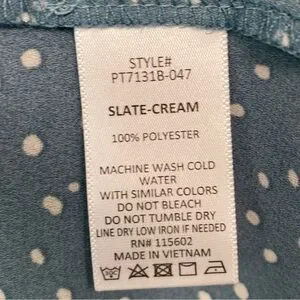 STYLE#
PT7131B-047
SLATE-CREAM
100% POLYESTER
MACHINE WASH COLD
WATER
WITH SIMILAR COLORS
DO NOT BLEACH
DO NOT TUMBLE DRY
LINE DRY LOW IRON IF NEEDED
RN# 115602
MADE IN VIETNAM